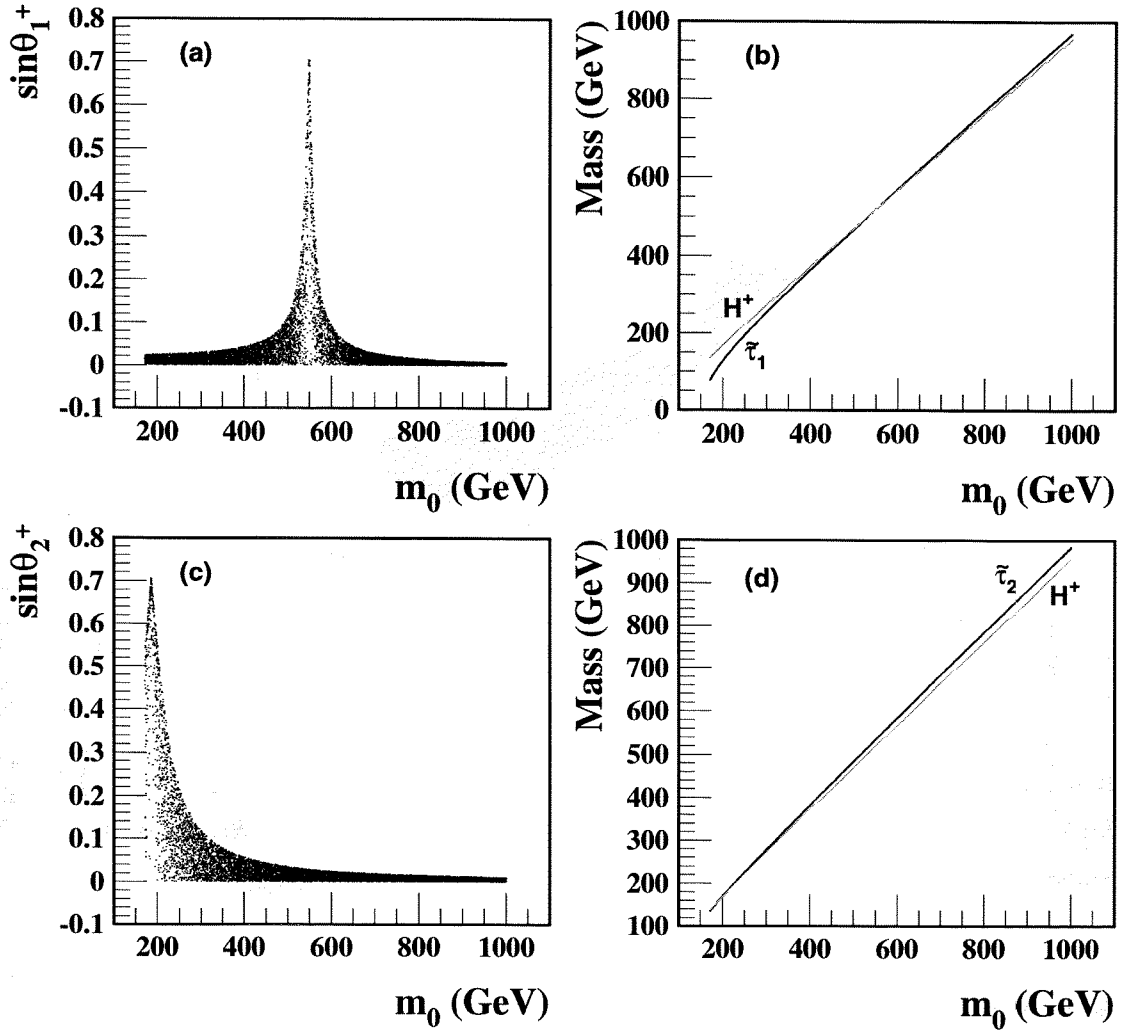 sinθ₁⁺
0.8
0.7
0.6
0.5
0.4
0.3
0.2
0.1
0
-0.1
(a)
200 400 600 800 1000
m₀ (GeV)
Mass (GeV)
1000
800
600
400
200
0
(b)
H⁺
τ̃₁
200 400 600 800 1000
m₀ (GeV)
sinθ₂⁺
0.8
0.7
0.6
0.5
0.4
0.3
0.2
0.1
0
-0.1
(c)
200 400 600 800 1000
m₀ (GeV)
Mass (GeV)
1000
900
800
700
600
500
400
300
200
100
(d)
τ̃₂
H⁺
200 400 600 800 1000
m₀ (GeV)